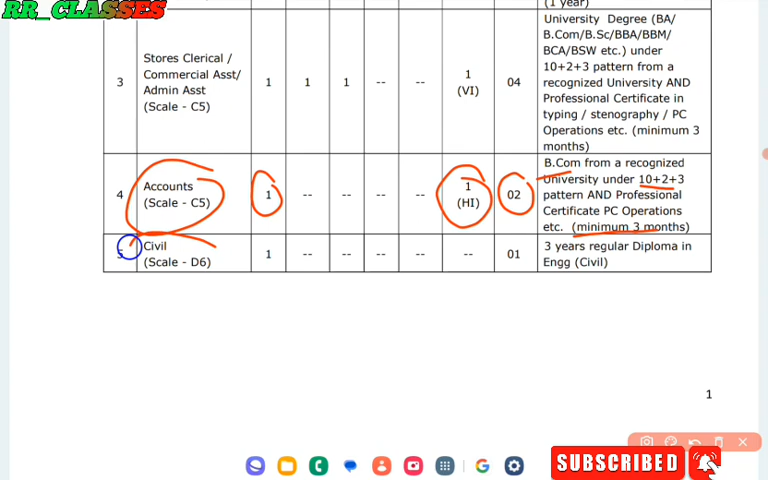 RR_CLASSES
(1 year)
3
Stores Clerical /
Commercial Asst/
Admin Asst
(Scale - C5)
1
1
1
--
--
1
(VI)
04
University Degree (BA/
B.Com/B.Sc/BBA/BBM/
BCA/BSW etc.) under
10+2+3 pattern from a
recognized University AND
Professional Certificate in
typing / stenography / PC
Operations etc. (minimum 3
months)
4
Accounts
(Scale - C5)
1
--
--
--
--
1
(HI)
02
B.Com from a recognized
University under 10+2+3
pattern AND Professional
Certificate PC Operations
etc. (minimum 3 months)
5
Civil
(Scale - D6)
1
--
--
--
--
--
01
3 years regular Diploma in
Engg (Civil)
1
SUBSCRIBED